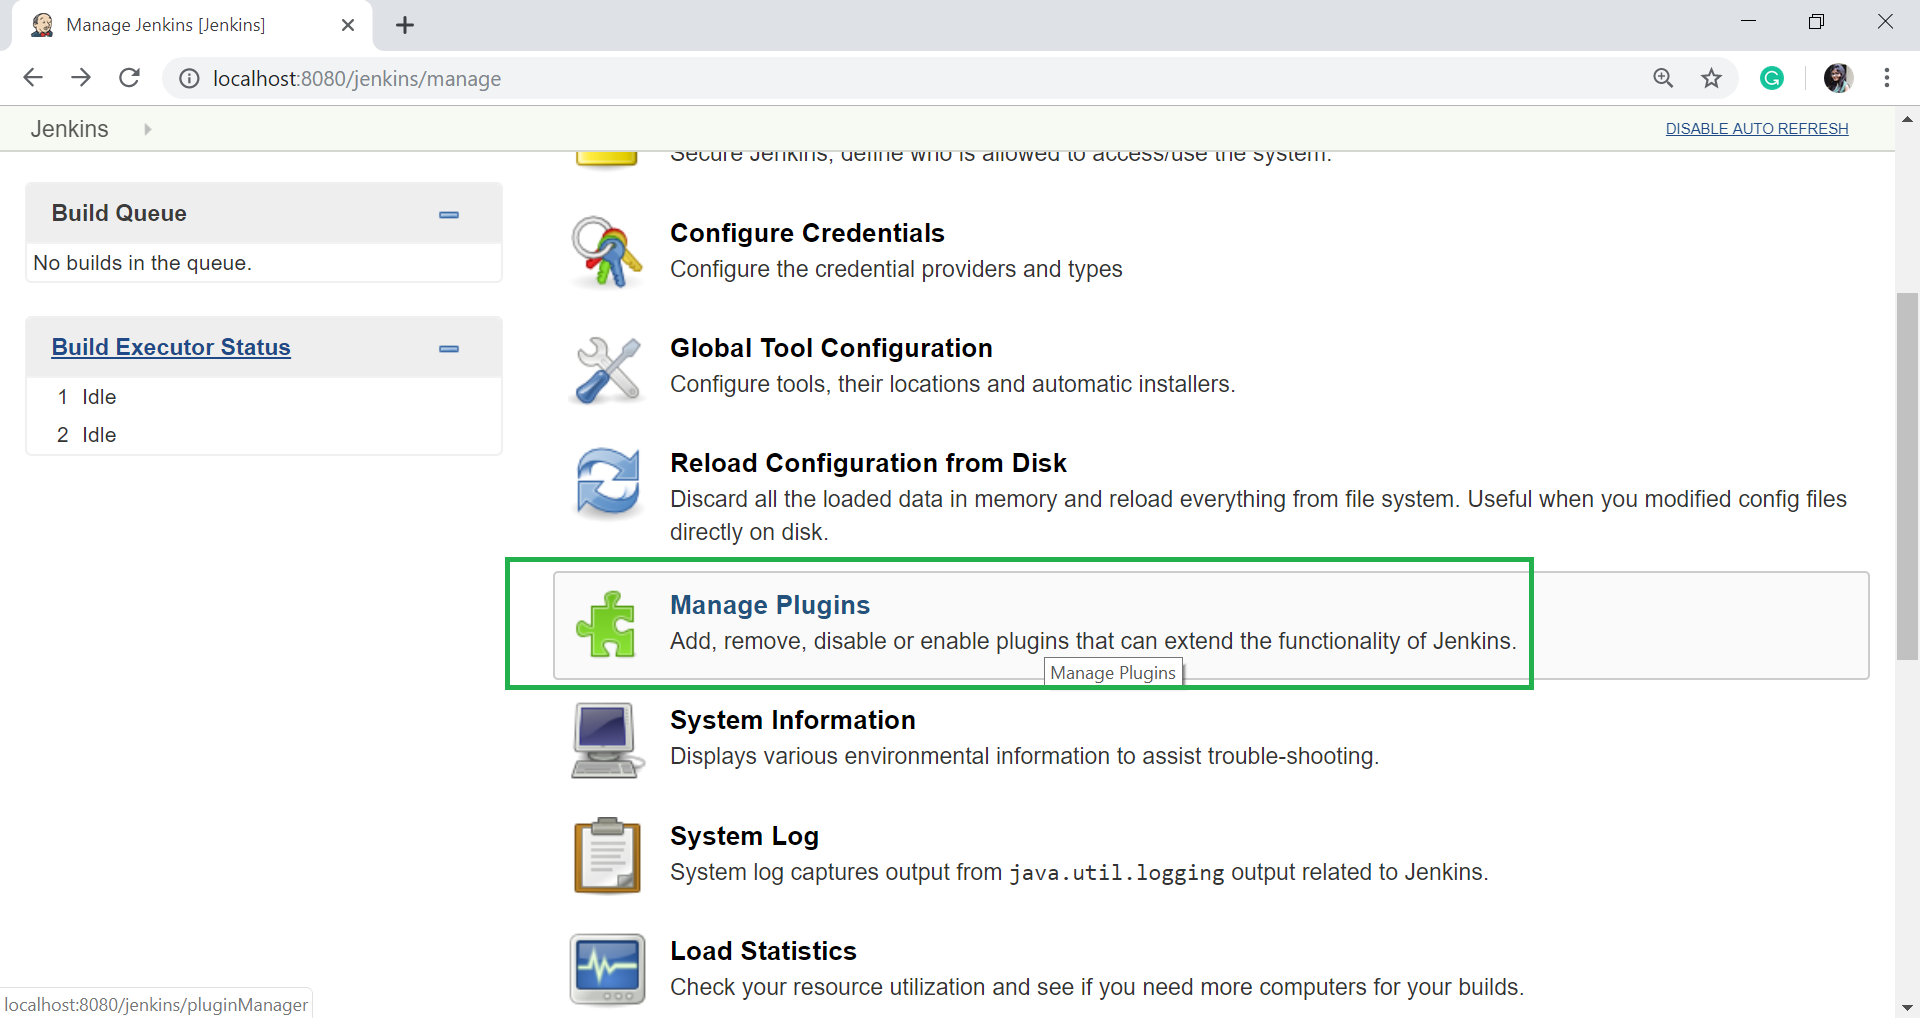 Manage Jenkins [Jenkins]
localhost:8080/jenkins/manage
Jenkins
DISABLE AUTO REFRESH
Secure Jenkins; define who is allowed to access/use the system.
Build Queue
No builds in the queue.
Build Executor Status
1 Idle
2 Idle
Configure Credentials
Configure the credential providers and types
Global Tool Configuration
Configure tools, their locations and automatic installers.
Reload Configuration from Disk
Discard all the loaded data in memory and reload everything from file system. Useful when you modified config files
directly on disk.
Manage Plugins
Add, remove, disable or enable plugins that can extend the functionality of Jenkins.
Manage Plugins
System Information
Displays various environmental information to assist trouble-shooting.
System Log
System log captures output from java.util.logging output related to Jenkins.
Load Statistics
Check your resource utilization and see if you need more computers for your builds.
localhost:8080/jenkins/pluginManager